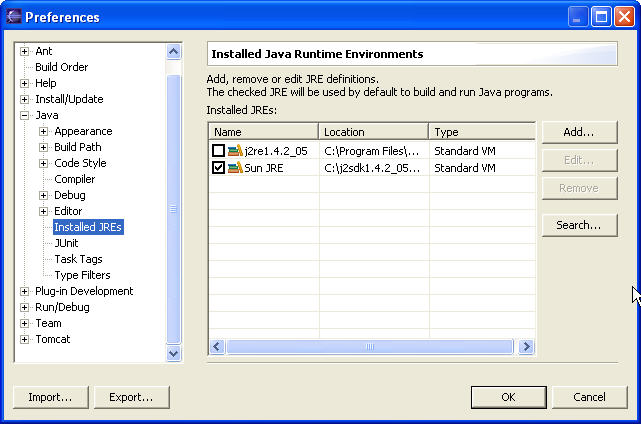 Preferences
Ant
Build Order
Help
Install/Update
Java
Appearance
Build Path
Code Style
Compiler
Debug
Editor
Installed JREs
JUnit
Task Tags
Type Filters
Plug-in Development
Run/Debug
Team
Tomcat
Installed Java Runtime Environments
Add, remove or edit JRE definitions.
The checked JRE will be used by default to build and run Java programs.
Installed JREs:
Name Location Type
j2re1.4.2_05 C:\Program Files\... Standard VM
Sun JRE C:\j2sdk1.4.2_05... Standard VM
Add...
Edit...
Remove
Search...
Import... Export... OK Cancel